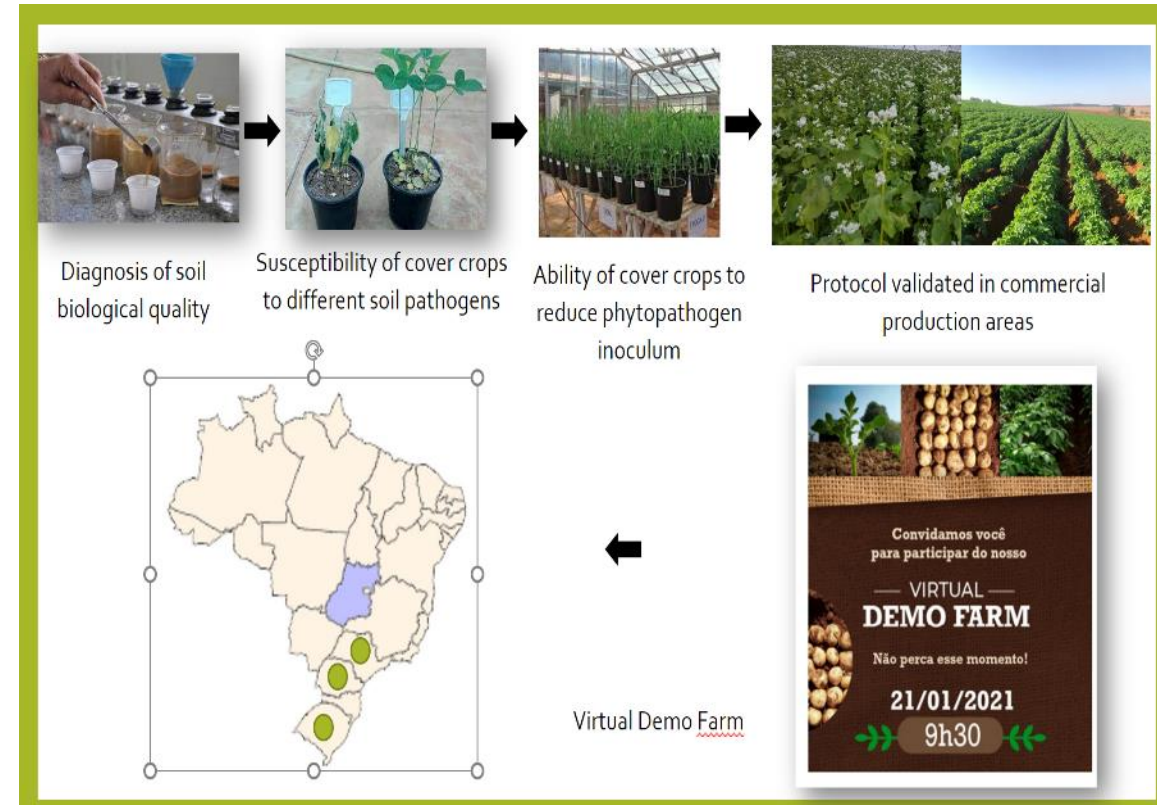 Diagnosis of soil
biological quality
Susceptibility of cover crops
to different soil pathogens
Ability of cover crops to
reduce phytopathogen
inoculum
Protocol validated in commercial
production areas
Convidamos você
para participar do nosso
VIRTUAL
DEMO FARM
Não perca esse momento!
21/01/2021
9h30
Virtual Demo Farm